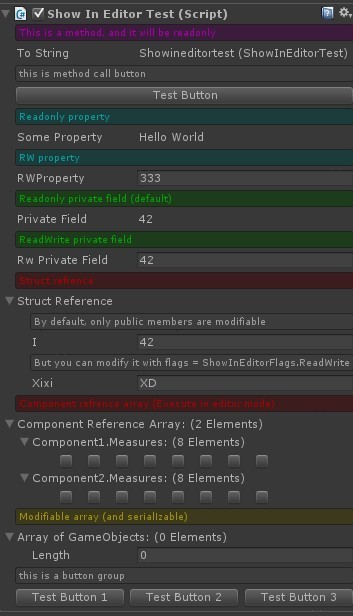 Show In Editor Test (Script)
This is a method, and it will be readonly
To String Showineditortest (ShowInEditorTest)
this is method call button
Test Button
Readonly property
Some Property Hello World
RW property
RWProperty 333
Readonly private field (default)
Private Field 42
ReadWrite private field
Rw Private Field 42
Struct refrence
Struct Reference
By default, only public members are modifiable
I 42
But you can modify it with flags = ShowInEditorFlags.ReadWrite
Xixi XD
Component refrence array (Execute in editor mode)
Component Reference Array: (2 Elements)
Component1.Measures: (8 Elements)
Component2.Measures: (8 Elements)
Modifiable array (and seriallzable)
Array of GameObjects: (0 Elements)
Length 0
this is a button group
Test Button 1 Test Button 2 Test Button 3